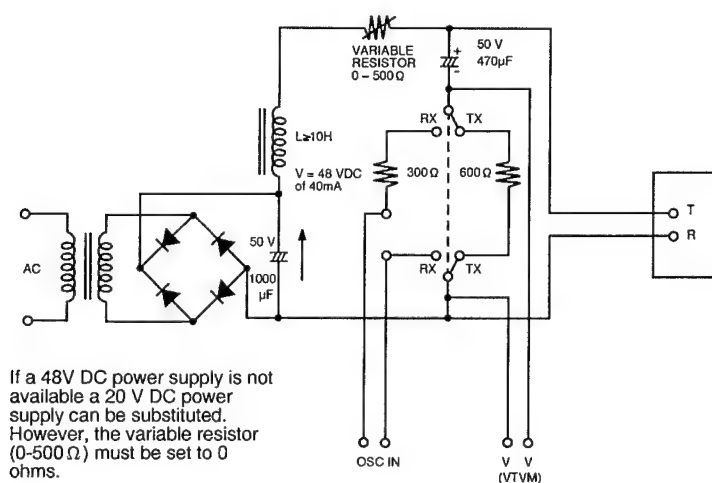 VARIABLE
RESISTOR
0 – 500Ω
50 V
470µF
+
-
RX
TX
L≥10H
V = 48 VDC
of 40mA
300Ω
600Ω
T
R
AC
50 V
1000
µF
RX
TX
If a 48V DC power supply is not
available a 20 V DC power
supply can be substituted.
However, the variable resistor
(0-500Ω) must be set to 0
ohms.
OSC IN
V
V
(VTVM)